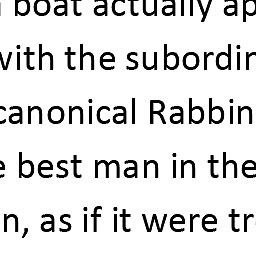 boat actually ap
with the subordin
canonical Rabbin
best man in the
n, as if it were tr